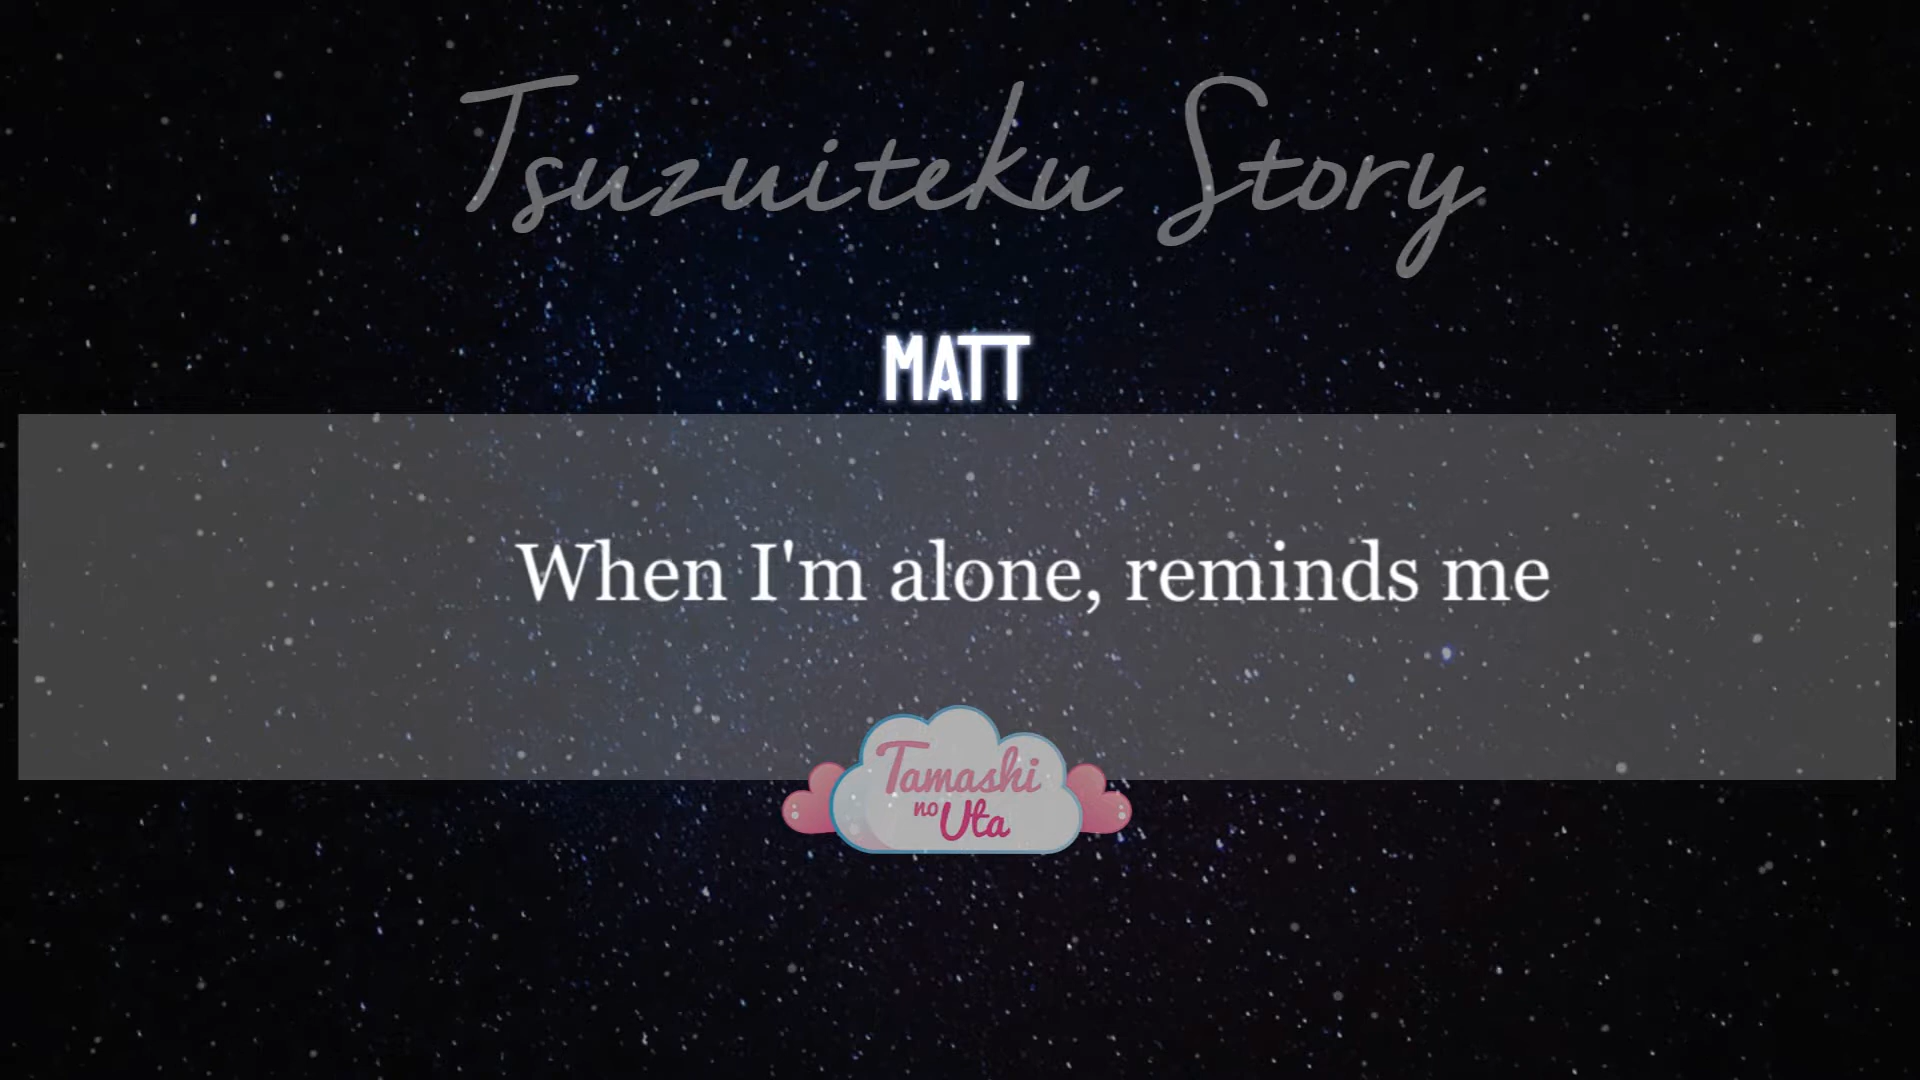 Tsuzuiteku Story
MATT
When I'm alone, reminds me
Tamashi
no Uta